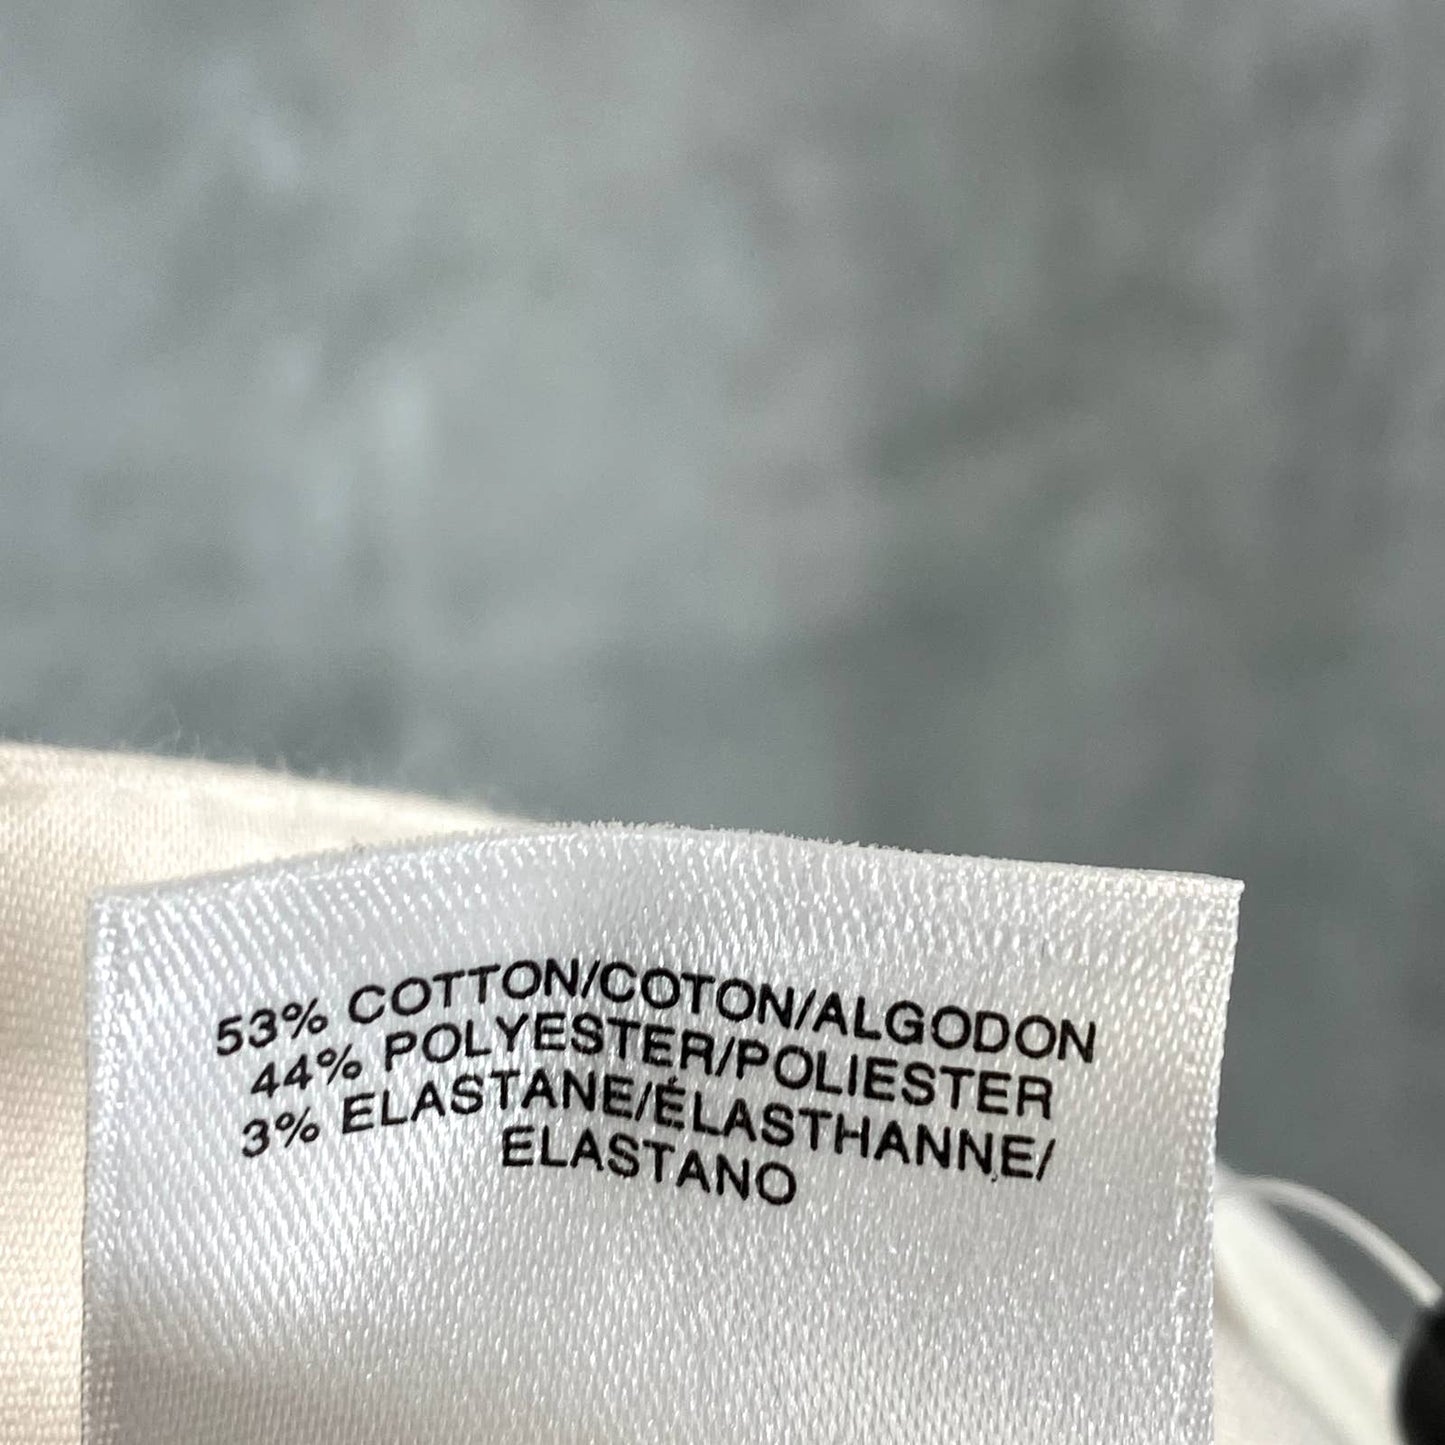 53% COTTON/COTON/ALGODON
44% POLYESTER/POLIESTER
3% ELASTANE/ÉLASTHANNE/
ELASTANO